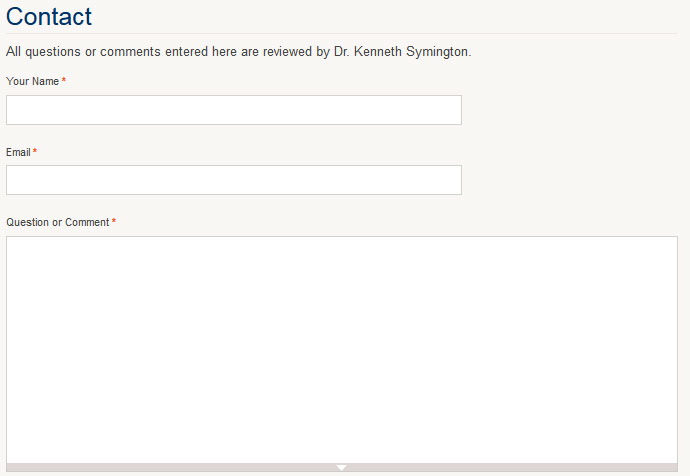 Contact
All questions or comments entered here are reviewed by Dr. Kenneth Symington.
Your Name *
Email *
Question or Comment *